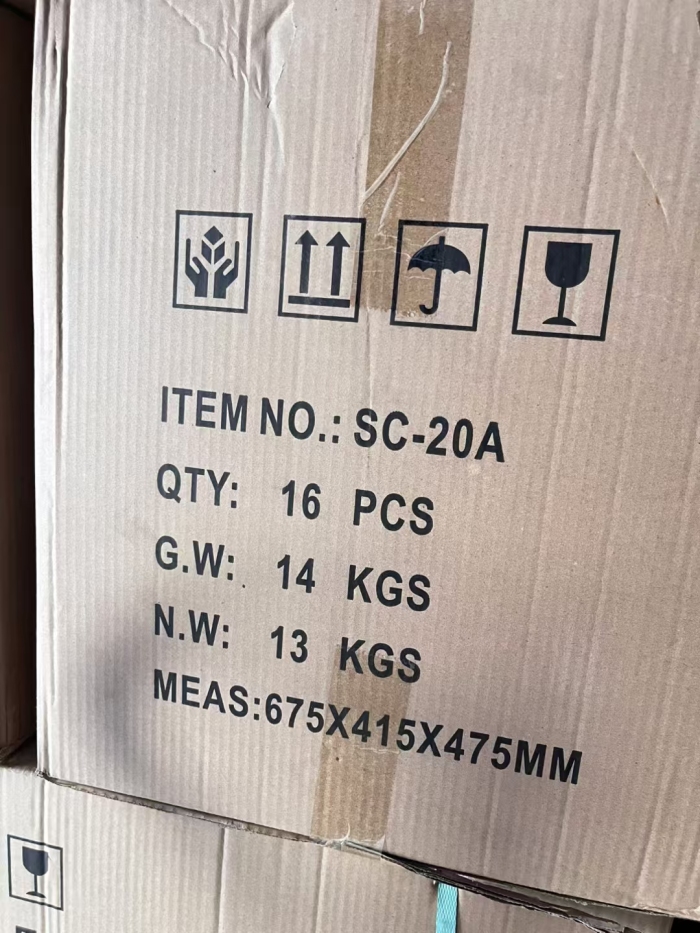 ITEM NO.: SC-20A
QTY: 16 PCS
G.W: 14 KGS
N.W: 13 KGS
MEAS:675X415X475MM